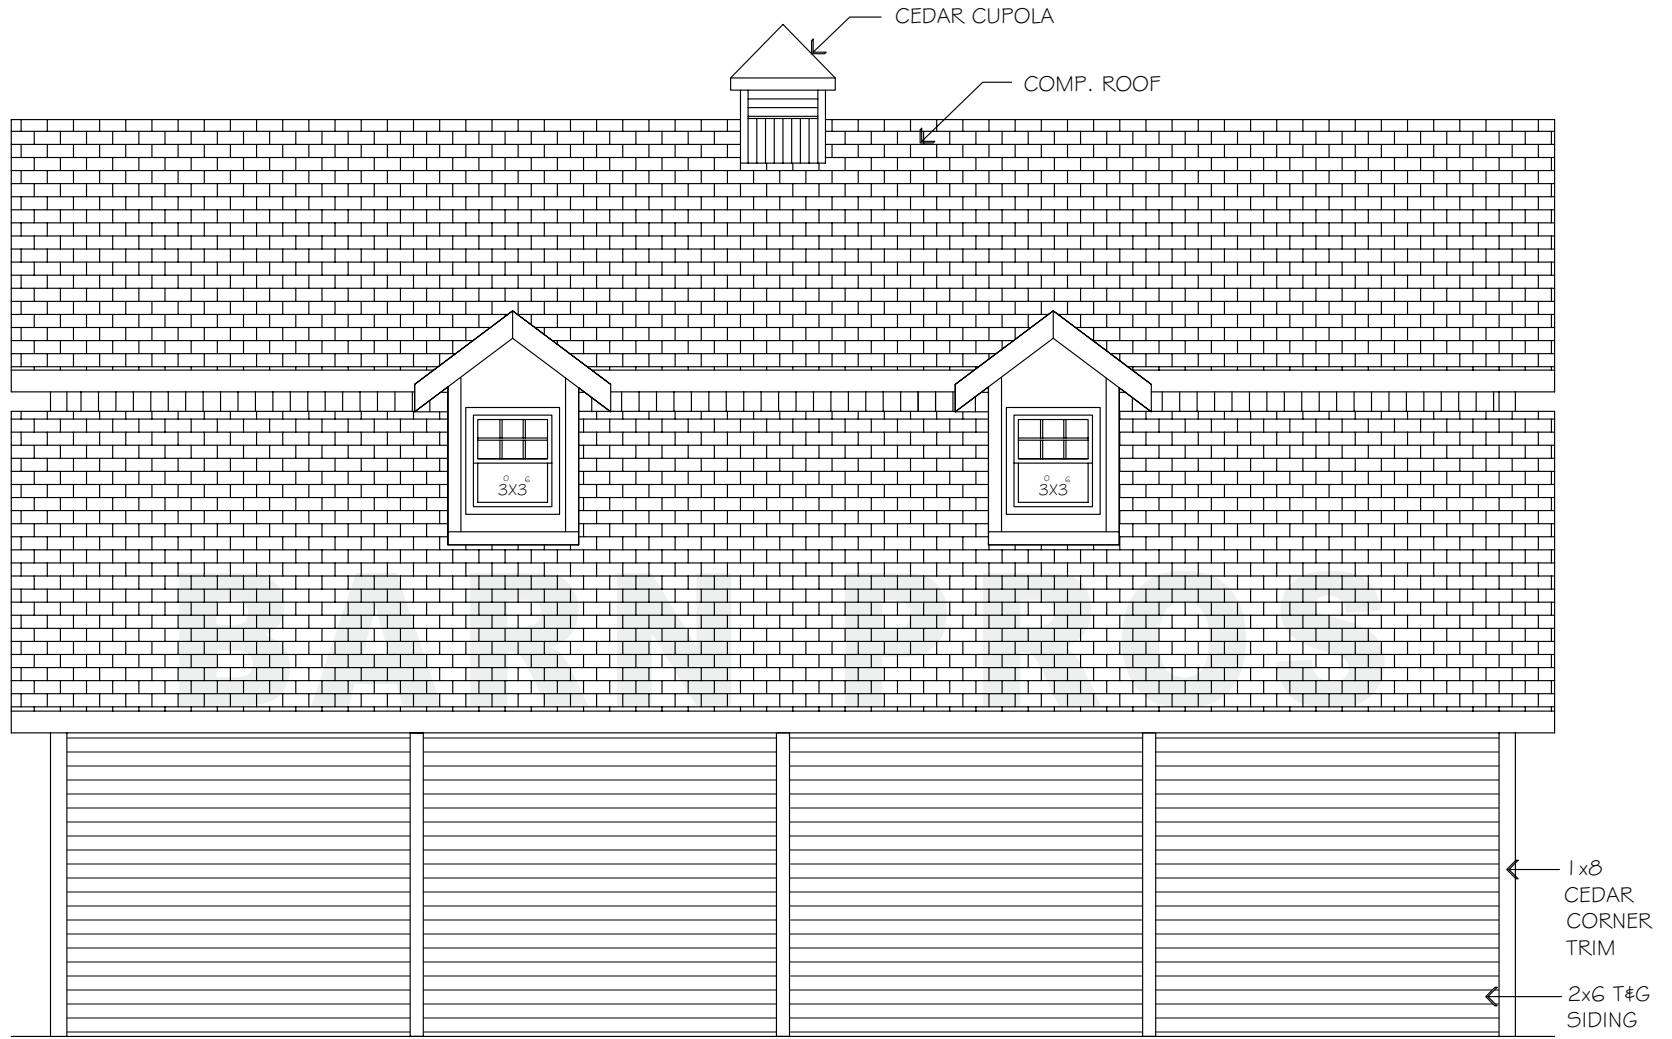 CEDAR CUPOLA
COMP. ROOF
3⁰X3⁶
3⁰X3⁶
BARN PROS
1x8
CEDAR
CORNER
TRIM
2x6 T&G
SIDING